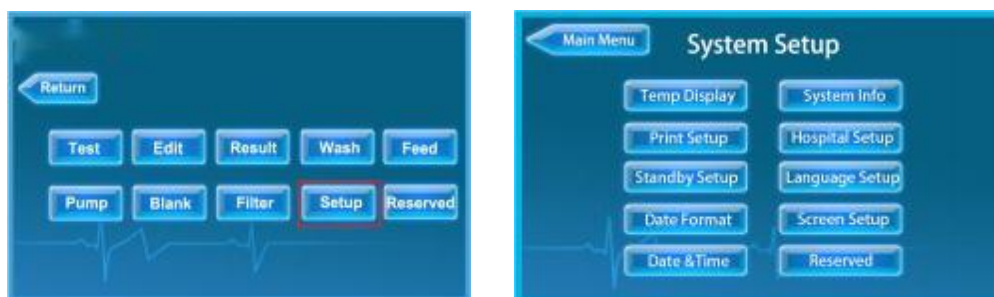 Return
Test Edit Result Wash Feed
Pump Blank Filter Setup Reserved
Main Menu
System Setup
Temp Display System Info
Print Setup Hospital Setup
Standby Setup Language Setup
Date Format Screen Setup
Date &Time Reserved